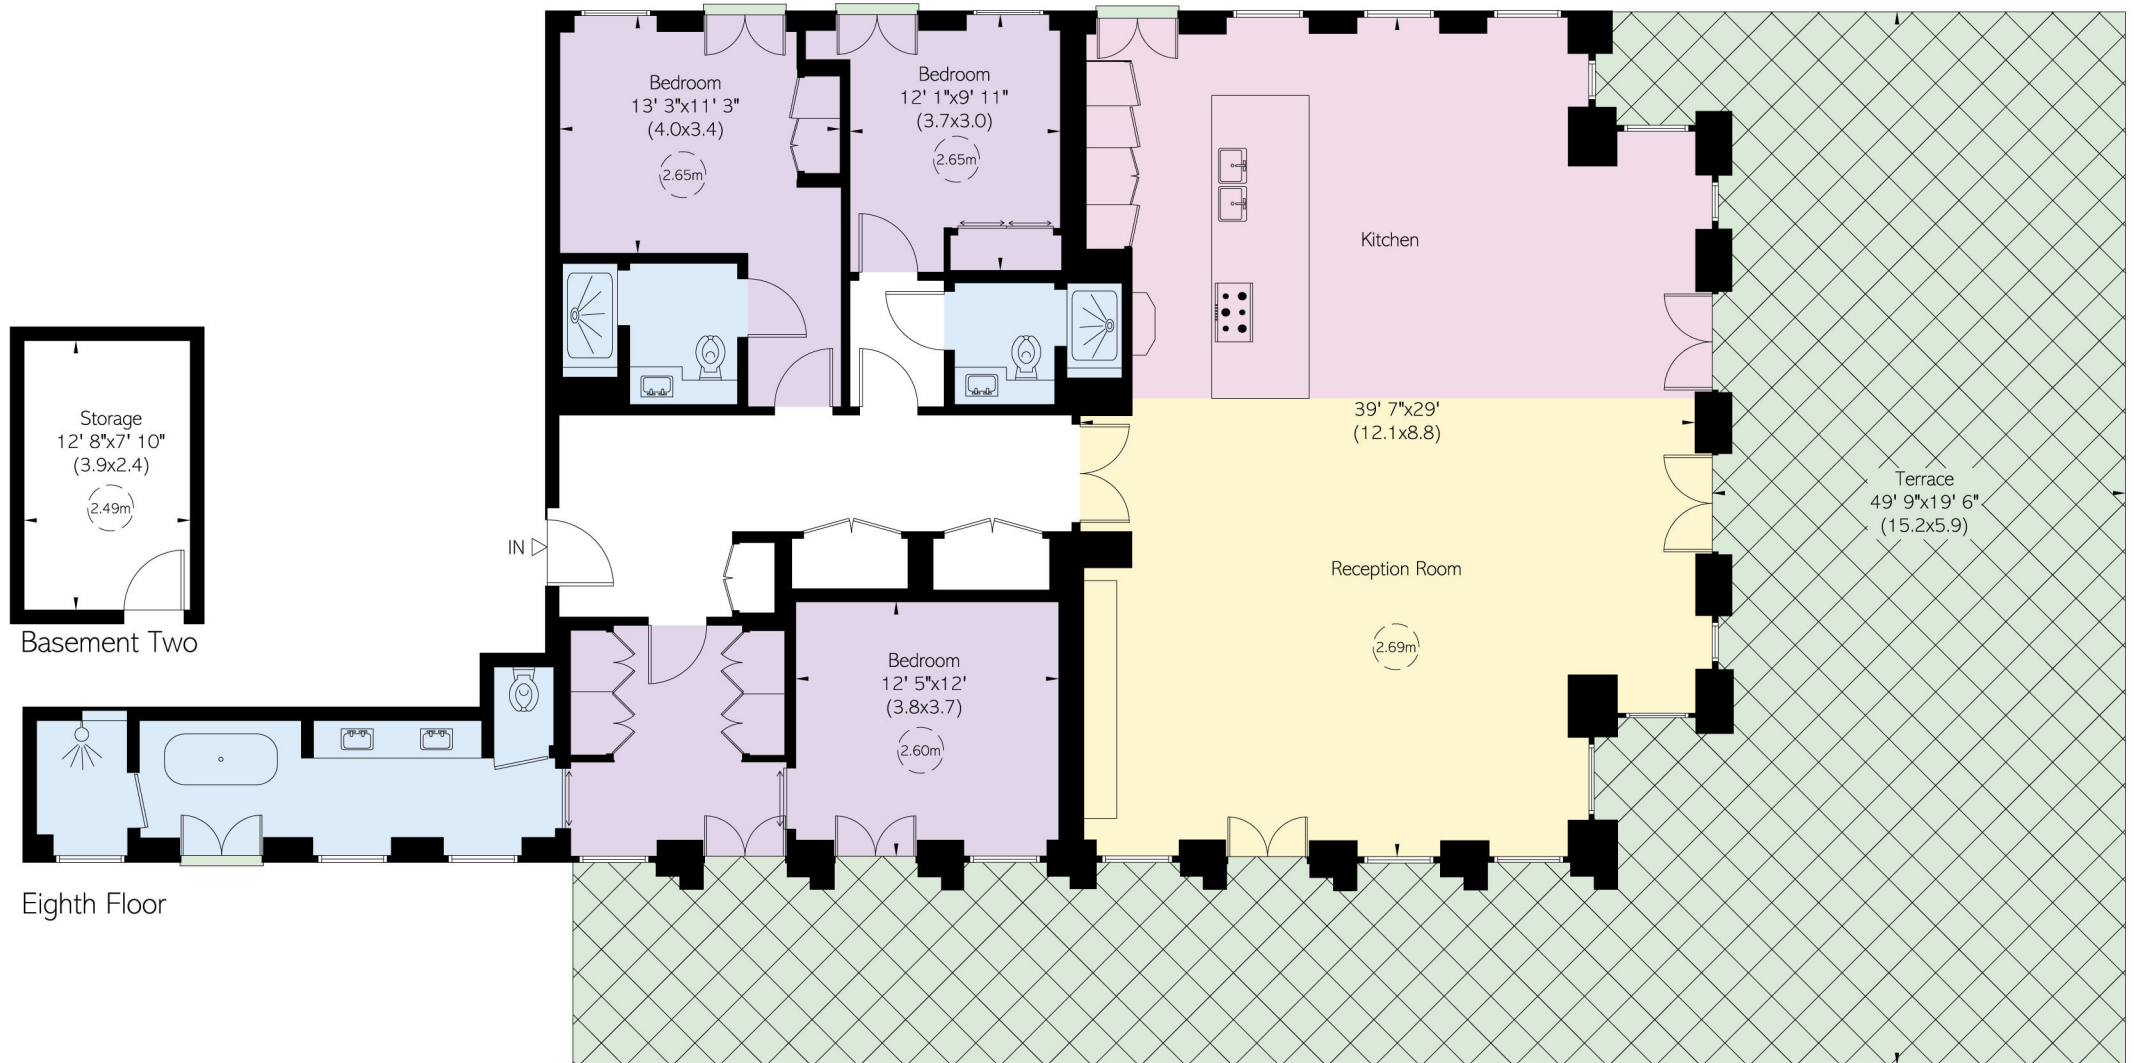 Bedroom
13' 3"x11' 3"
(4.0x3.4)
2.65m
Bedroom
12' 1"x9' 11"
(3.7x3.0)
2.65m
Kitchen
39' 7"x29'
(12.1x8.8)
Reception Room
2.69m
Terrace
49' 9"x19' 6"
(15.2x5.9)
Storage
12' 8"x7' 10"
(3.9x2.4)
2.49m
Basement Two
IN
Bedroom
12' 5"x12'
(3.8x3.7)
2.60m
Eighth Floor